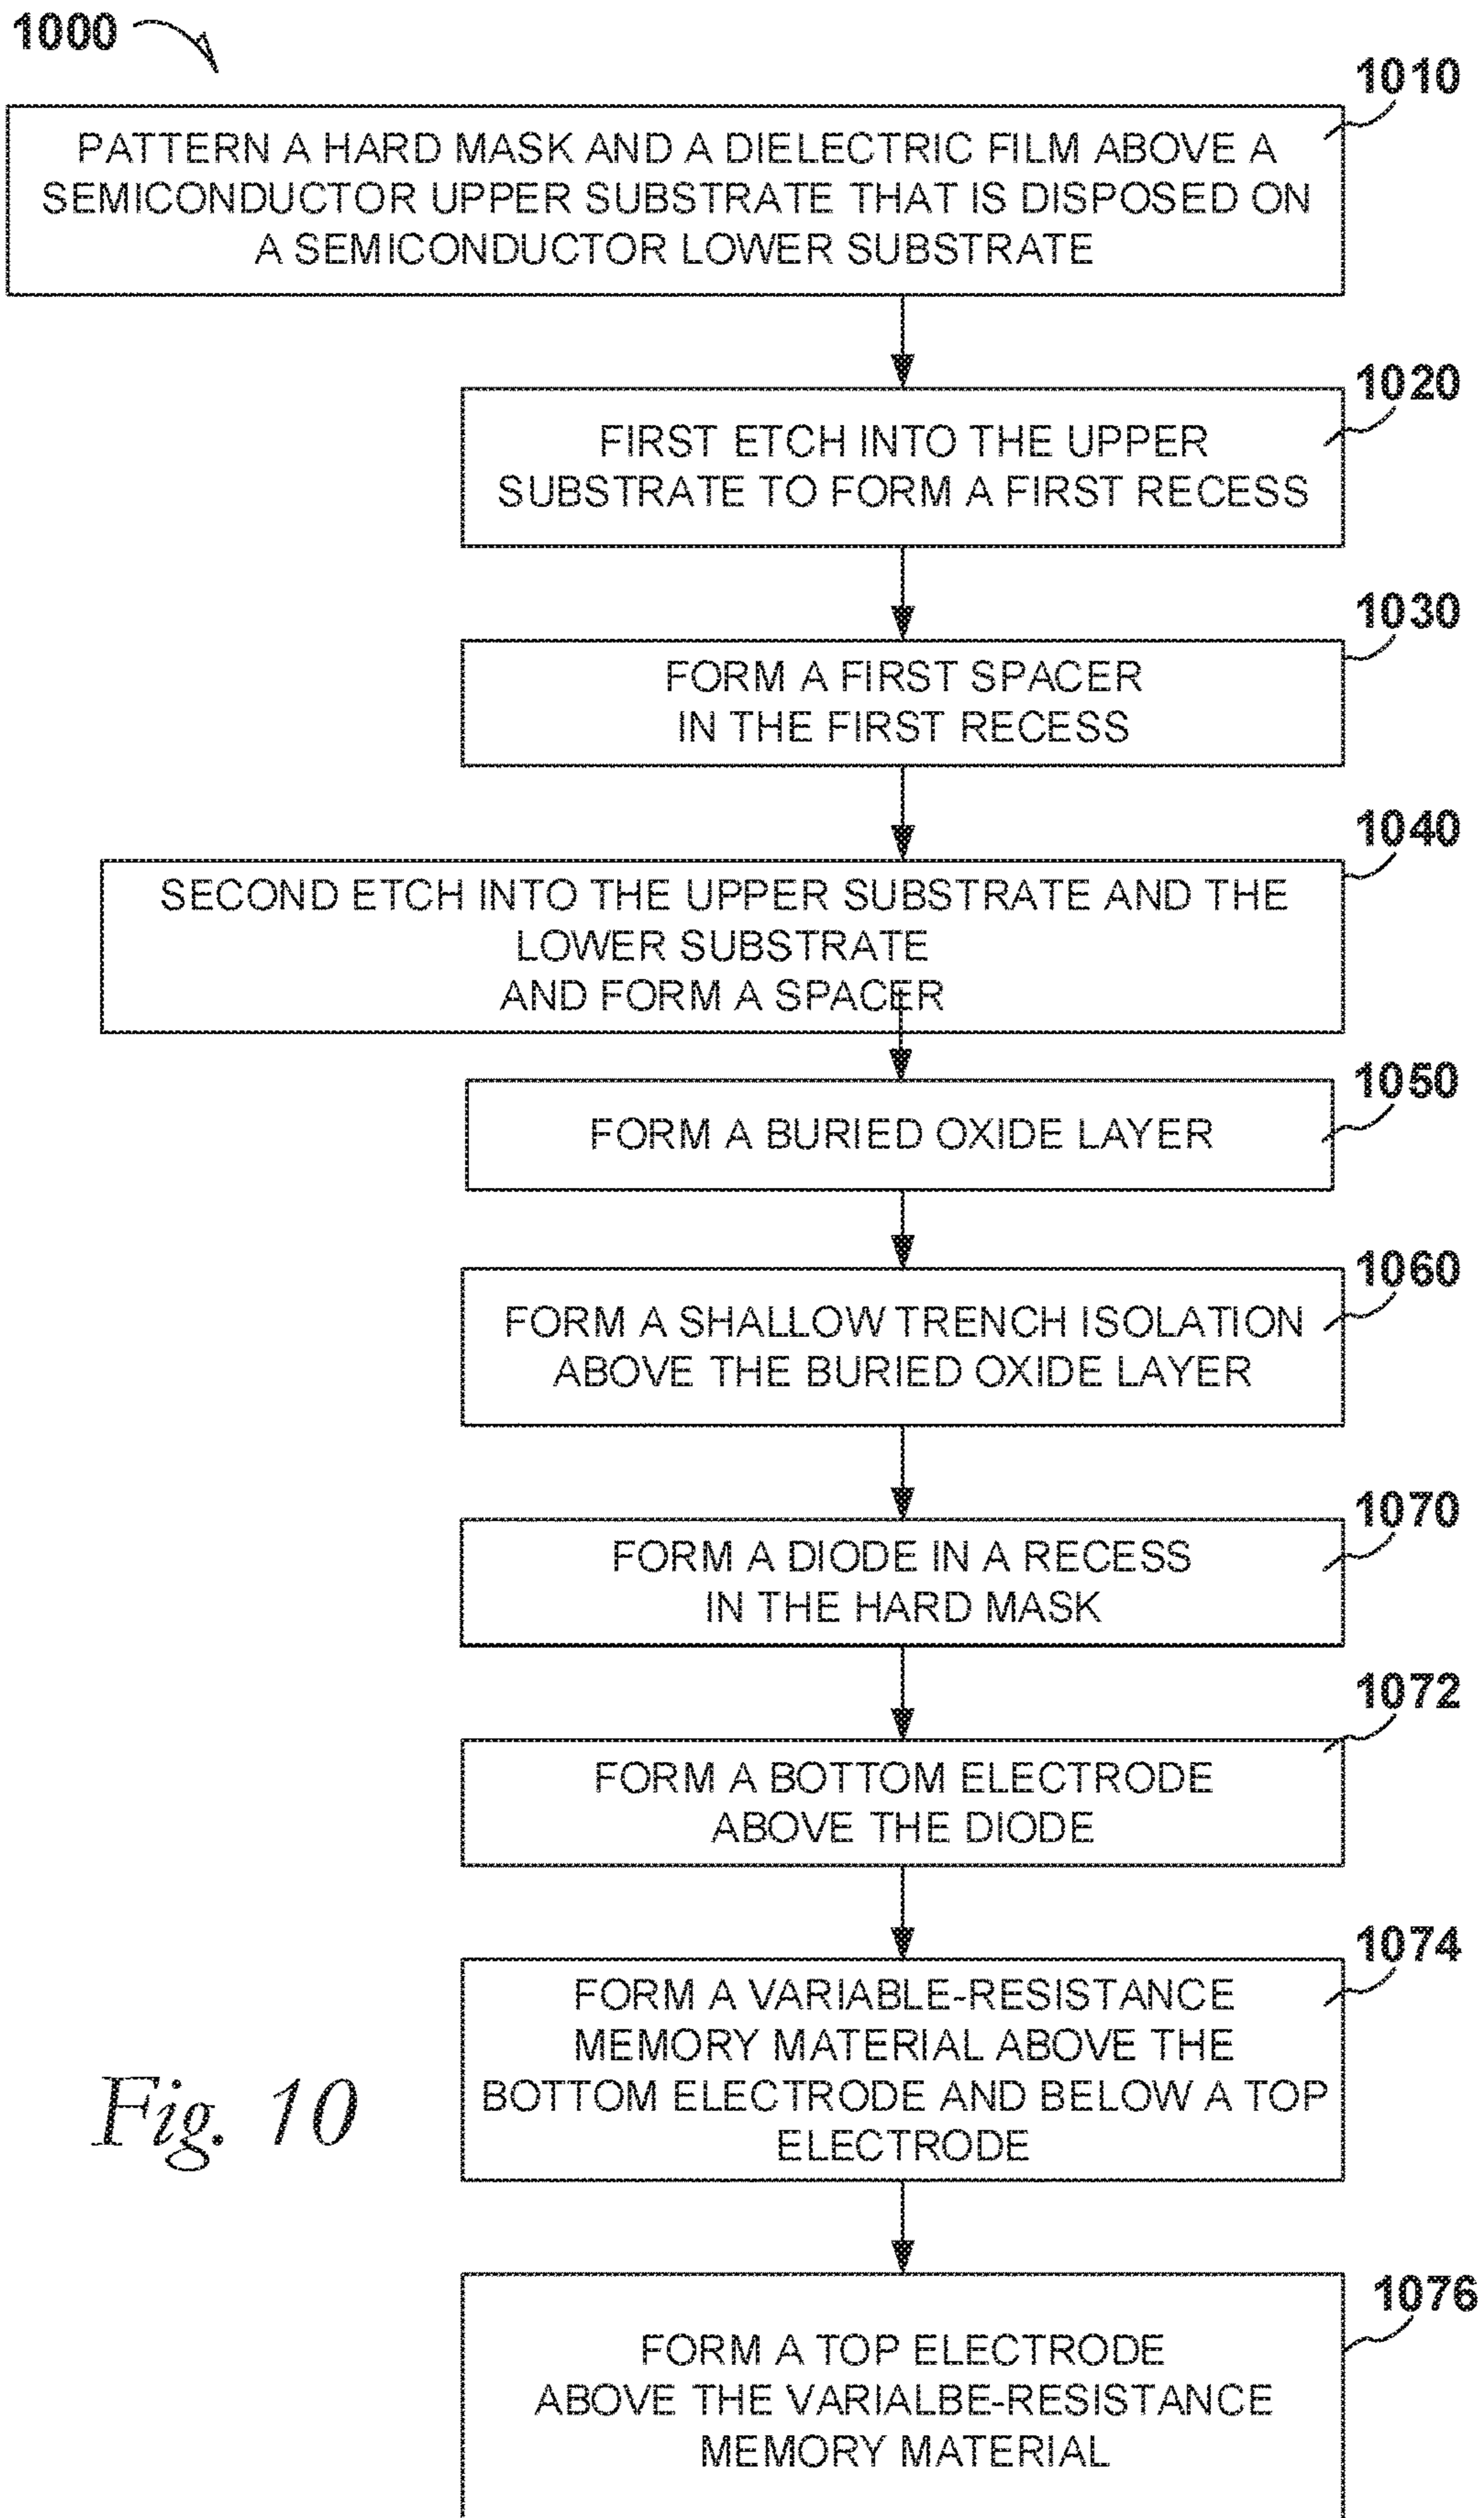 1000
1010
PATTERN A HARD MASK AND A DIELECTRIC FILM ABOVE A
SEMICONDUCTOR UPPER SUBSTRATE THAT IS DISPOSED ON
A SEMICONDUCTOR LOWER SUBSTRATE
1020
FIRST ETCH INTO THE UPPER
SUBSTRATE TO FORM A FIRST RECESS
1030
FORM A FIRST SPACER
IN THE FIRST RECESS
1040
SECOND ETCH INTO THE UPPER SUBSTRATE AND THE
LOWER SUBSTRATE
AND FORM A SPACER
1050
FORM A BURIED OXIDE LAYER
1060
FORM A SHALLOW TRENCH ISOLATION
ABOVE THE BURIED OXIDE LAYER
1070
FORM A DIODE IN A RECESS
IN THE HARD MASK
1072
FORM A BOTTOM ELECTRODE
ABOVE THE DIODE
1074
FORM A VARIABLE-RESISTANCE
MEMORY MATERIAL ABOVE THE
BOTTOM ELECTRODE AND BELOW A TOP
ELECTRODE
Fig. 10
1076
FORM A TOP ELECTRODE
ABOVE THE VARIALBE-RESISTANCE
MEMORY MATERIAL